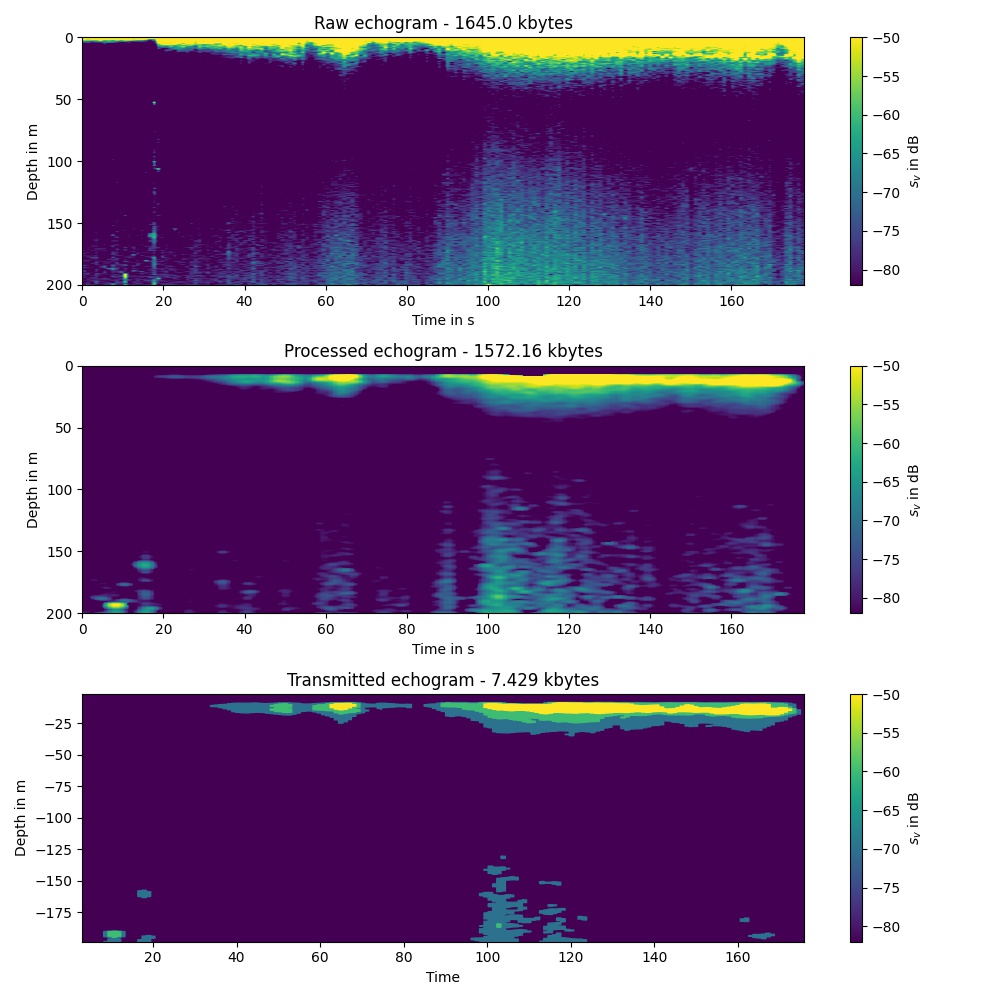 Raw echogram - 1645.0 kbytes
0
50
100
150
200
Depth in m
0 20 40 60 80 100 120 140 160
Time in s
−50
−55
−60
−65
−70
−75
−80
sv in dB
Processed echogram - 1572.16 kbytes
0
50
100
150
200
Depth in m
0 20 40 60 80 100 120 140 160
Time in s
−50
−55
−60
−65
−70
−75
−80
sv in dB
Transmitted echogram - 7.429 kbytes
−25
−50
−75
−100
−125
−150
−175
Depth in m
20 40 60 80 100 120 140 160
Time
−50
−55
−60
−65
−70
−75
−80
sv in dB